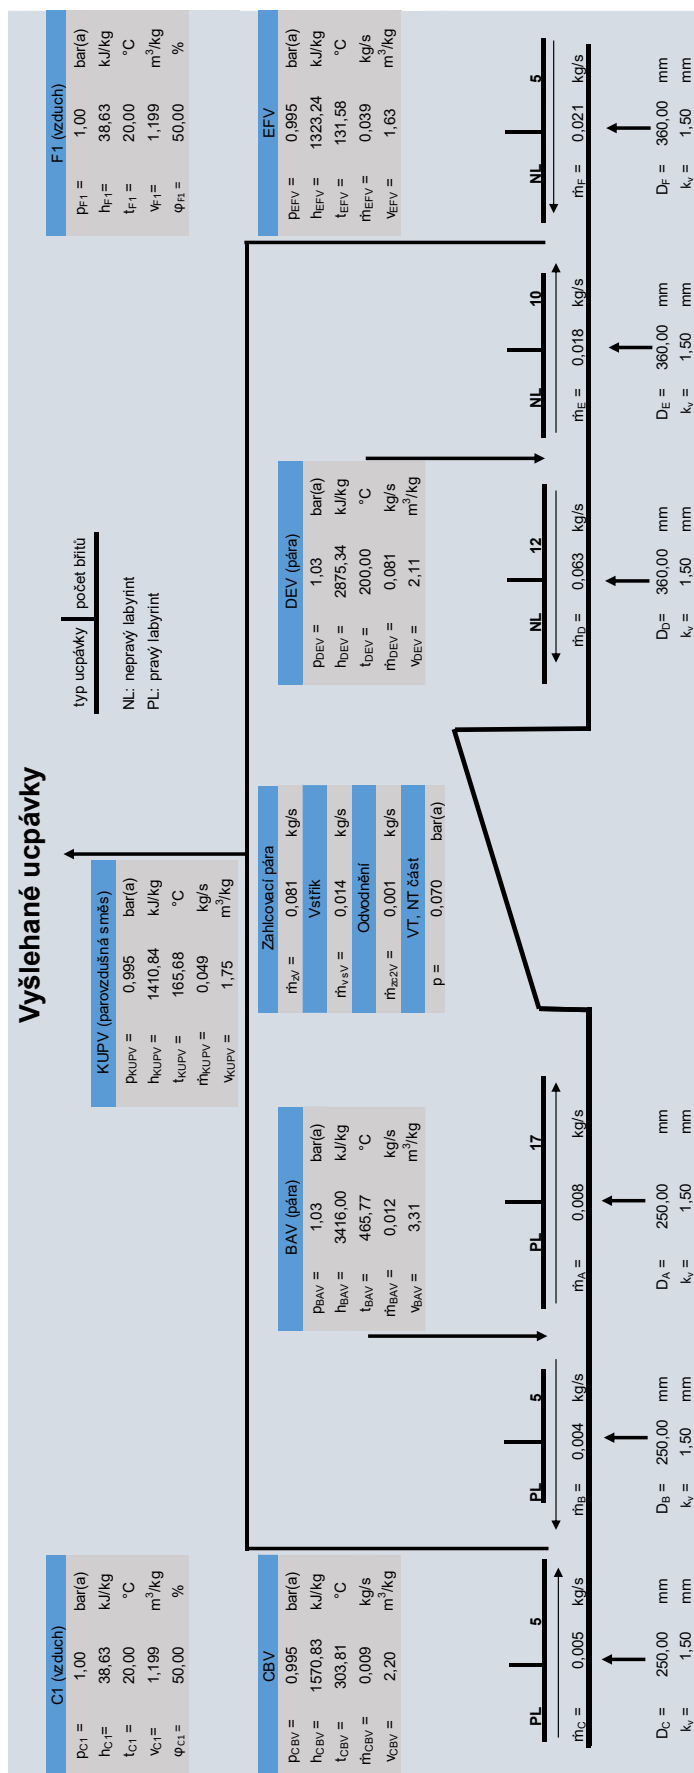 Vyšlehané ucpávky
C1 (vzduch)
pC1 = 1,00 bar(a)
hC1 = 38,63 kJ/kg
tC1 = 20,00 °C
vC1 = 1,199 m³/kg
φC1 = 50,00 %
KUPV (parovzdušná směs)
pKUPV = 0,995 bar(a)
hKUPV = 1410,84 kJ/kg
tKUPV = 165,68 °C
ṁKUPV = 0,049 kg/s
vKUPV = 1,75 m³/kg
typ ucpávky počet břitů
NL: nepravý labyrint
PL: pravý labyrint
F1 (vzduch)
pF1 = 1,00 bar(a)
hF1 = 38,63 kJ/kg
tF1 = 20,00 °C
vF1 = 1,199 m³/kg
φF1 = 50,00 %
CBV
pCBV = 0,995 bar(a)
hCBV = 1570,83 kJ/kg
tCBV = 303,81 °C
ṁCBV = 0,009 kg/s
vCBV = 2,20 m³/kg
BAV (pára)
pBAV = 1,03 bar(a)
hBAV = 3416,00 kJ/kg
tBAV = 465,77 °C
ṁBAV = 0,012 kg/s
vBAV = 3,31 m³/kg
Zahlcovací pára
ṁzV = 0,081 kg/s
Vstřik
ṁvsV = 0,014 kg/s
Odvodnění
ṁzc2V = 0,001 kg/s
VT, NT část
p = 0,070 bar(a)
DEV (pára)
pDEV = 1,03 bar(a)
hDEV = 2875,34 kJ/kg
tDEV = 200,00 °C
ṁDEV = 0,081 kg/s
vDEV = 2,11 m³/kg
EFV
pEFV = 0,995 bar(a)
hEFV = 1323,24 kJ/kg
tEFV = 131,58 °C
ṁEFV = 0,039 kg/s
vEFV = 1,63 m³/kg
PL 5
ṁC = 0,005 kg/s
DC = 250,00 mm
kv = 1,50 mm
PL 5
ṁB = 0,004 kg/s
DB = 250,00 mm
kv = 1,50 mm
PL 17
ṁA = 0,008 kg/s
DA = 250,00 mm
kv = 1,50 mm
NL 12
ṁD = 0,063 kg/s
DD= 360,00 mm
kv = 1,50 mm
NL 10
ṁE = 0,018 kg/s
DE = 360,00 mm
kv = 1,50 mm
NL 5
ṁF = 0,021 kg/s
DF = 360,00 mm
kv = 1,50 mm